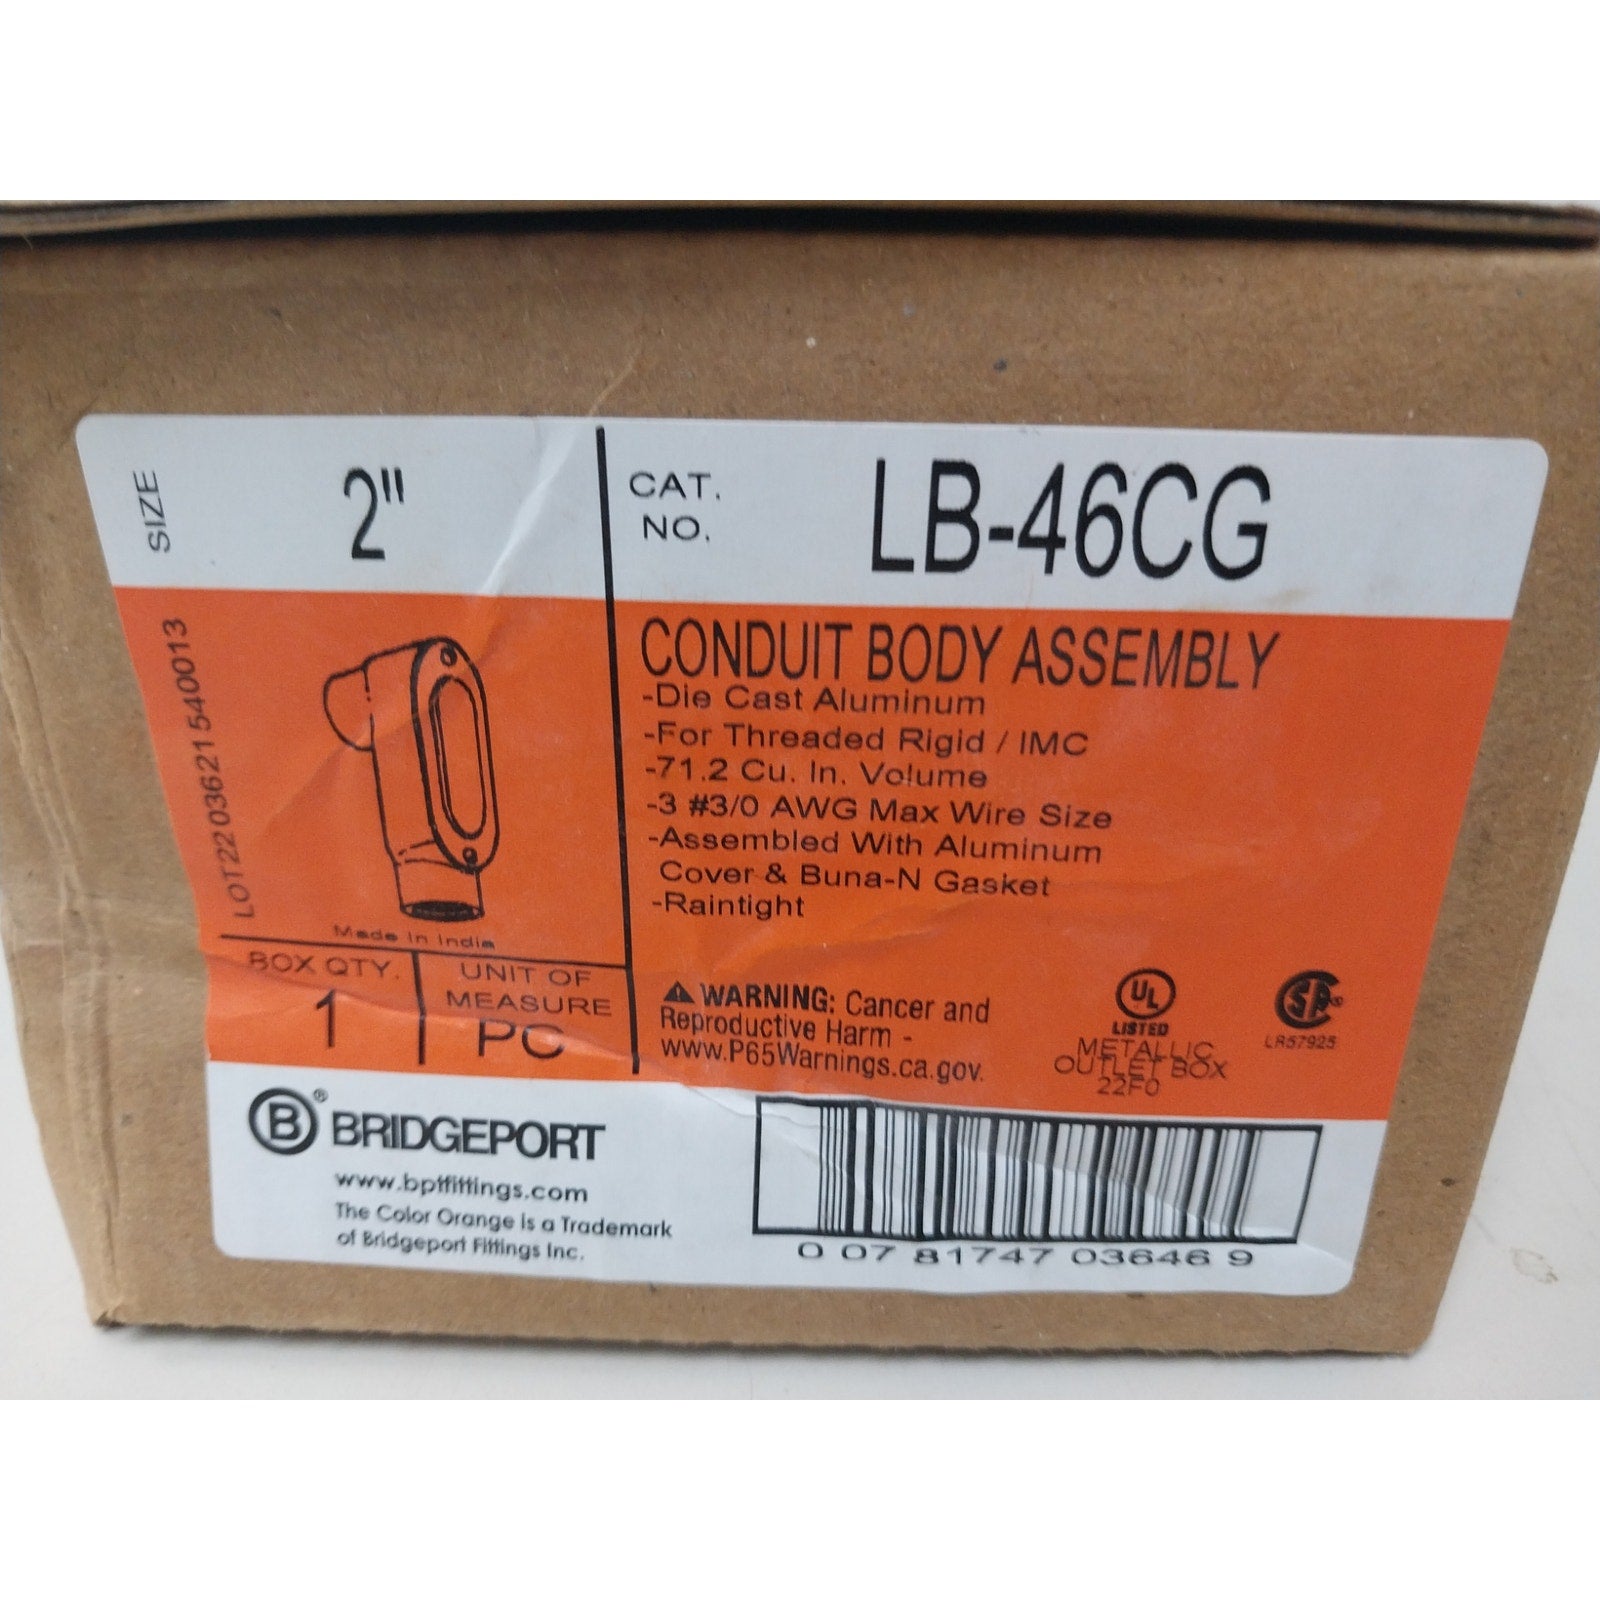 SIZE
2"
CAT.
NO.
LB-46CG
LOT22 03621 540013
Made In India
BOX QTY.
1
UNIT OF
MEASURE
PC
CONDUIT BODY ASSEMBLY
-Die Cast Aluminum
-For Threaded Rigid / IMC
-71.2 Cu. In. Volume
-3 #3/0 AWG Max Wire Size
-Assembled With Aluminum
Cover & Buna-N Gasket
-Raintight
WARNING: Cancer and
Reproductive Harm -
www.P65Warnings.ca.gov.
UL
LISTED
METALLIC
OUTLET BOX
22F0
SP®
LR57925
B® BRIDGEPORT
www.bptfittings.com
The Color Orange is a Trademark
of Bridgeport Fittings Inc.
0 07 81747 03646 9